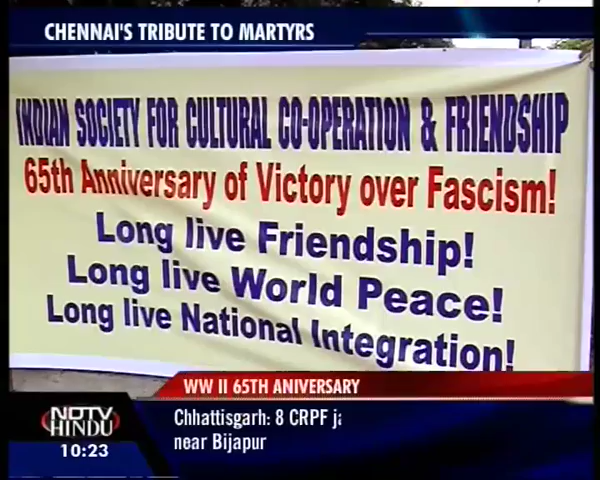 CHENNAI'S TRIBUTE TO MARTYRS
INDIAN SOCIETY FOR CULTURAL CO-OPERATION & FRIENDSHIP
65th Anniversary of Victory over Fascism!
Long live Friendship!
Long live World Peace!
Long live National Integration!
WW II 65TH ANIVERSARY
NDTV
HINDU
10:23
Chhattisgarh: 8 CRPF
near Bijapur